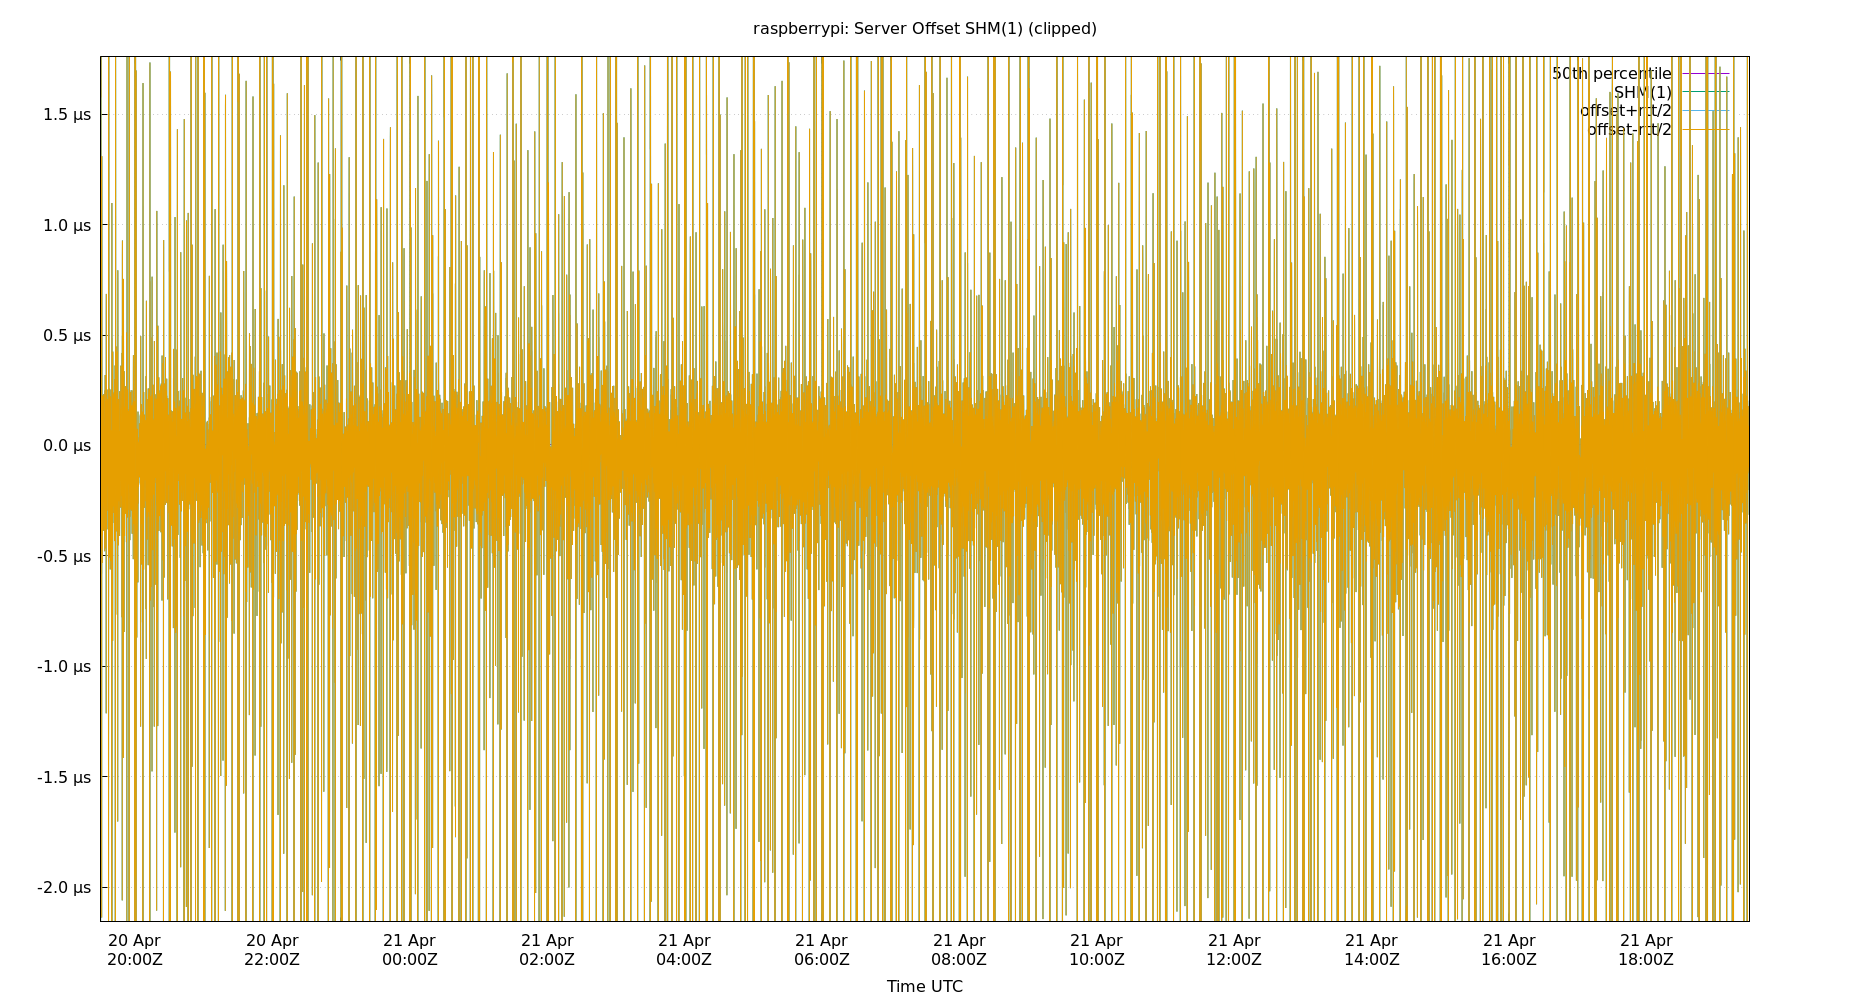 raspberrypi: Server Offset SHM(1) (clipped)
50th percentile
SHM(1)
offset+rtt/2
offset-rtt/2
1.5 µs
1.0 µs
0.5 µs
0.0 µs
-0.5 µs
-1.0 µs
-1.5 µs
-2.0 µs
20 Apr 20 Apr 21 Apr 21 Apr 21 Apr 21 Apr 21 Apr 21 Apr 21 Apr 21 Apr 21 Apr 21 Apr
20:00Z 22:00Z 00:00Z 02:00Z 04:00Z 06:00Z 08:00Z 10:00Z 12:00Z 14:00Z 16:00Z 18:00Z
Time UTC